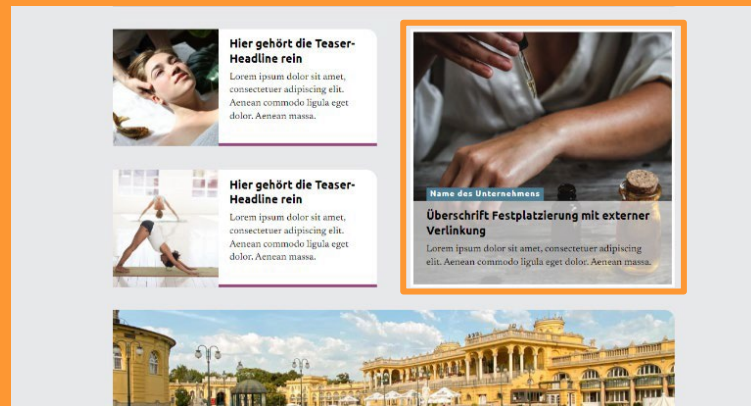 Hier gehört die Teaser-
Headline rein
Lorem ipsum dolor sit amet,
consectetuer adipiscing elit.
Aenean commodo ligula eget
dolor. Aenean massa.
Hier gehört die Teaser-
Headline rein
Lorem ipsum dolor sit amet,
consectetuer adipiscing elit.
Aenean commodo ligula eget
dolor. Aenean massa.
Name des Unternehmens
Überschrift Festplatzierung mit externer
Verlinkung
Lorem ipsum dolor sit amet, consectetuer adipiscing
elit. Aenean commodo ligula eget dolor. Aenean massa.